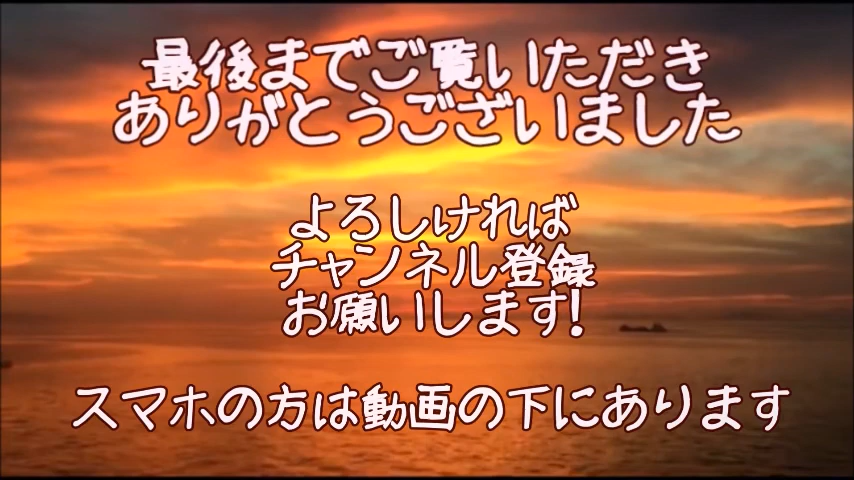 最後までご覧いただき
ありがとうございました
よろしければ
チャンネル登録
お願いします!
スマホの方は動画の下にあります